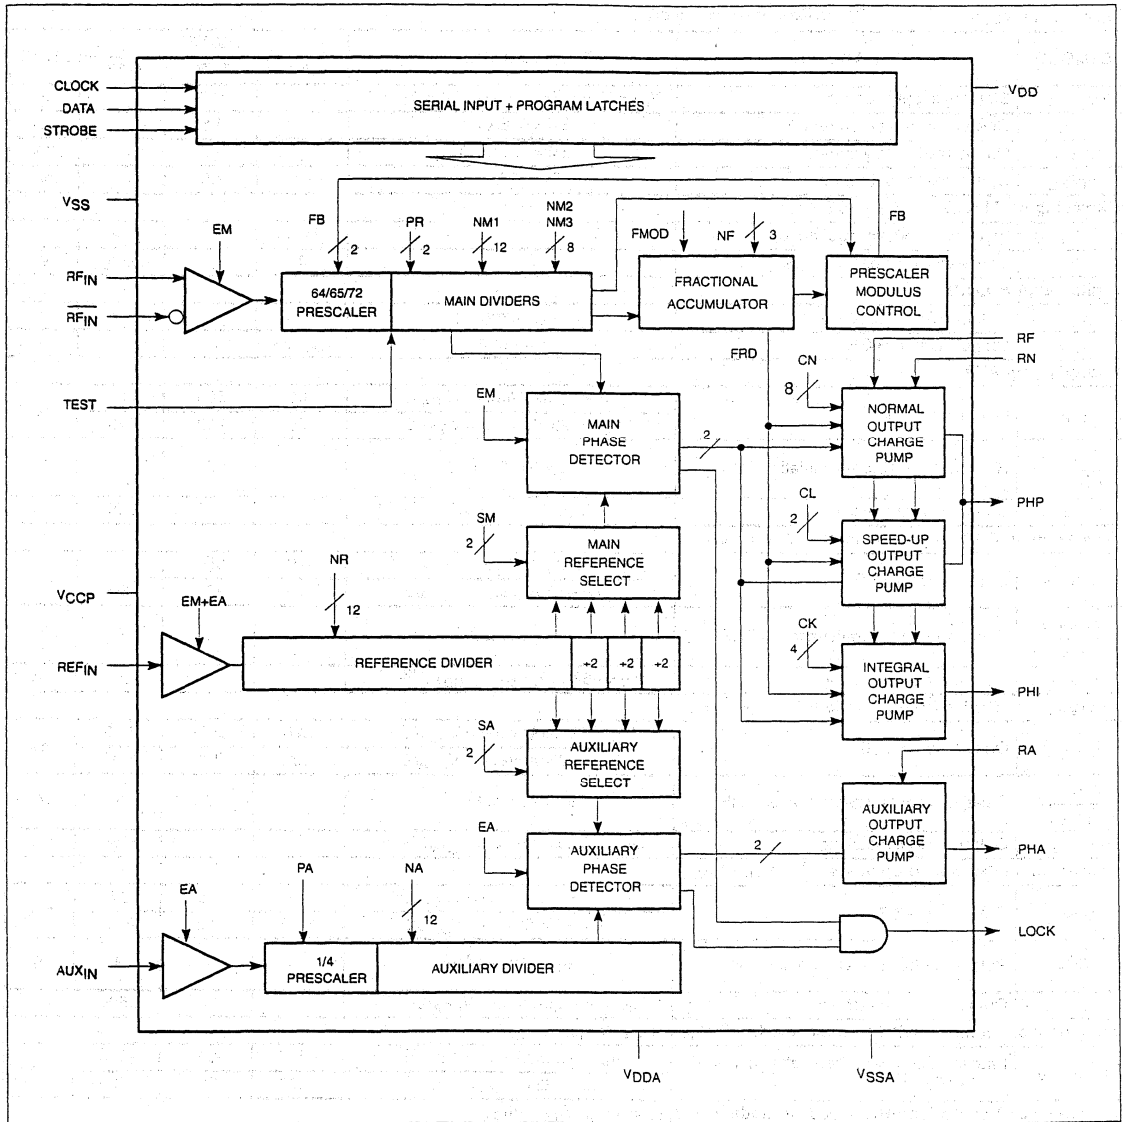 CLOCK
DATA
STROBE
SERIAL INPUT + PROGRAM LATCHES
VDD
VSS
EM
FB
2
PR
2
NM1
12
NM2
NM3
8
FMOD
NF
3
FB
RFIN
RFIN
64/65/72
PRESCALER
MAIN DIVIDERS
FRACTIONAL
ACCUMULATOR
PRESCALER
MODULUS
CONTROL
RF
RN
FRD
CN
8
TEST
EM
MAIN
PHASE
DETECTOR
2
NORMAL
OUTPUT
CHARGE
PUMP
PHP
CL
2
SM
2
MAIN
REFERENCE
SELECT
SPEED-UP
OUTPUT
CHARGE
PUMP
VCCP
EM+EA
NR
12
REFIN
REFERENCE DIVIDER
÷2
÷2
÷2
CK
4
INTEGRAL
OUTPUT
CHARGE
PUMP
PHI
SA
2
AUXILIARY
REFERENCE
SELECT
RA
EA
AUXILIARY
PHASE
DETECTOR
2
AUXILIARY
OUTPUT
CHARGE
PUMP
PHA
EA
PA
NA
12
AUXIN
1/4
PRESCALER
AUXILIARY DIVIDER
LOCK
VDDA
VSSA